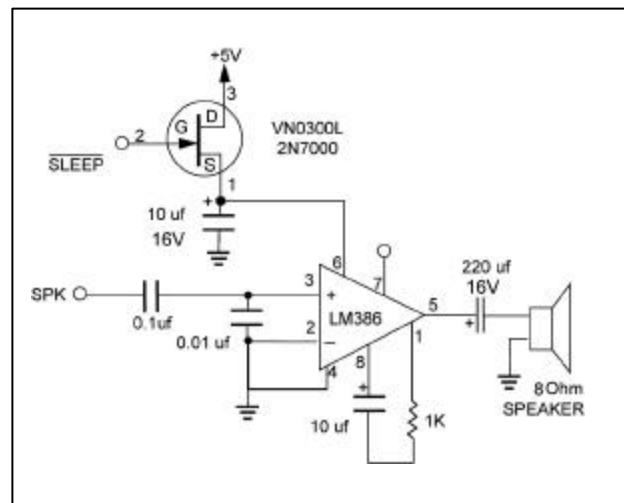 +5V
3
D
G
2
S
1
SLEEP
VN0300L
2N7000
+
10 uf
16V
6
7
SPK
0.1uf
3
+
0.01 uf
2
–
LM386
4
8
1
5
+
10 uf
1K
220 uf
16V
+
8 Ohm
SPEAKER